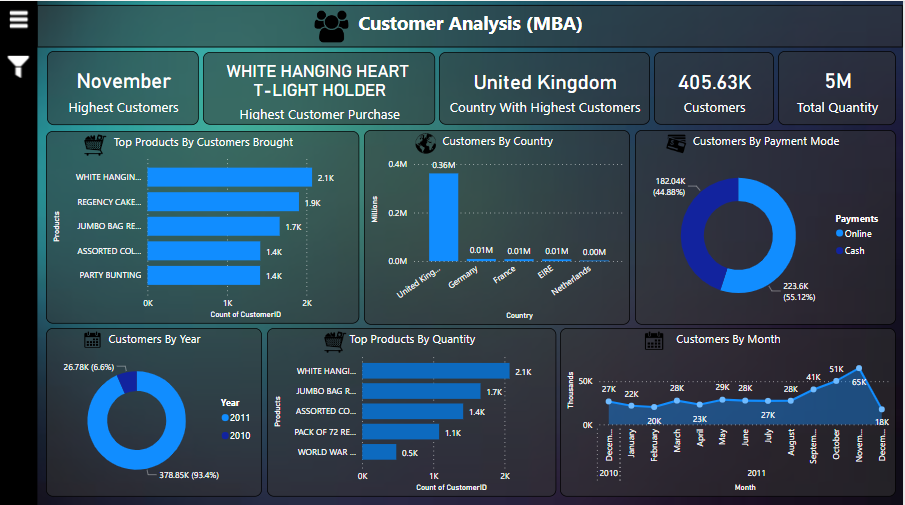 Customer Analysis (MBA)
November
Highest Customers
WHITE HANGING HEART
T-LIGHT HOLDER
Highest Customer Purchase
United Kingdom
Country With Highest Customers
405.63K
Customers
5M
Total Quantity
Top Products By Customers Brought
Products
WHITE HANGIN... 2.1K
REGENCY CAKE... 1.9K
JUMBO BAG RE... 1.7K
ASSORTED COL... 1.4K
PARTY BUNTING 1.4K
0K 1K 2K
Count of CustomerID
Customers By Country
Millions
0.4M
0.2M
0.0M
0.36M 0.01M 0.01M 0.01M 0.00M
United King... Germany France EIRE Netherlands
Country
Customers By Payment Mode
182.04K
(44.88%)
223.6K
(55.12%)
Payments
Online
Cash
Customers By Year
26.78K (6.6%)
378.85K (93.4%)
Year
2011
2010
Top Products By Quantity
Products
WHITE HANGI... 2.1K
JUMBO BAG R... 1.7K
ASSORTED CO... 1.4K
PACK OF 72 RE... 1.1K
WORLD WAR ... 0.5K
0K 1K 2K
Count of CustomerID
Customers By Month
Thousands
50K
0K
27K 22K 20K 28K 23K 29K 28K 27K 28K 41K 51K 65K 18K
Decem... January February March April May June July August Septem... October Novem... Decem...
2010 2011
Month